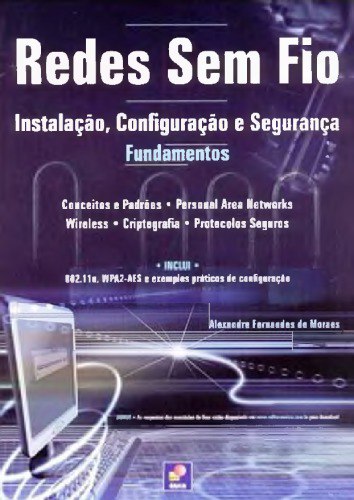 Redes Sem Fio
Instalação, Configuração e Segurança
Fundamentos
Conceitos e Padrões • Personal Area Networks
Wireless • Criptografia • Protocolos Seguros
• INCLUI •
802.11n, WPA2-AES e exemplos práticos de configuração
Alexandre Fernandes de Moraes
érica